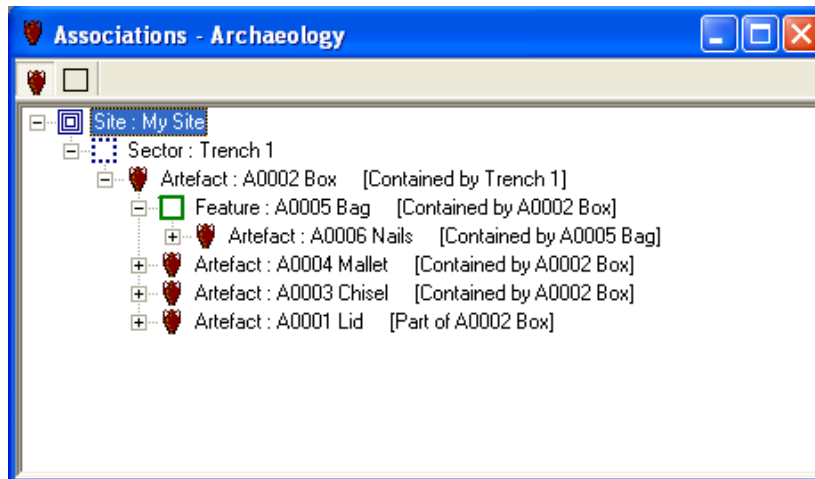 Associations - Archaeology
Site : My Site
Sector : Trench 1
Artefact : A0002 Box [Contained by Trench 1]
Feature : A0005 Bag [Contained by A0002 Box]
Artefact : A0006 Nails [Contained by A0005 Bag]
Artefact : A0004 Mallet [Contained by A0002 Box]
Artefact : A0003 Chisel [Contained by A0002 Box]
Artefact : A0001 Lid [Part of A0002 Box]